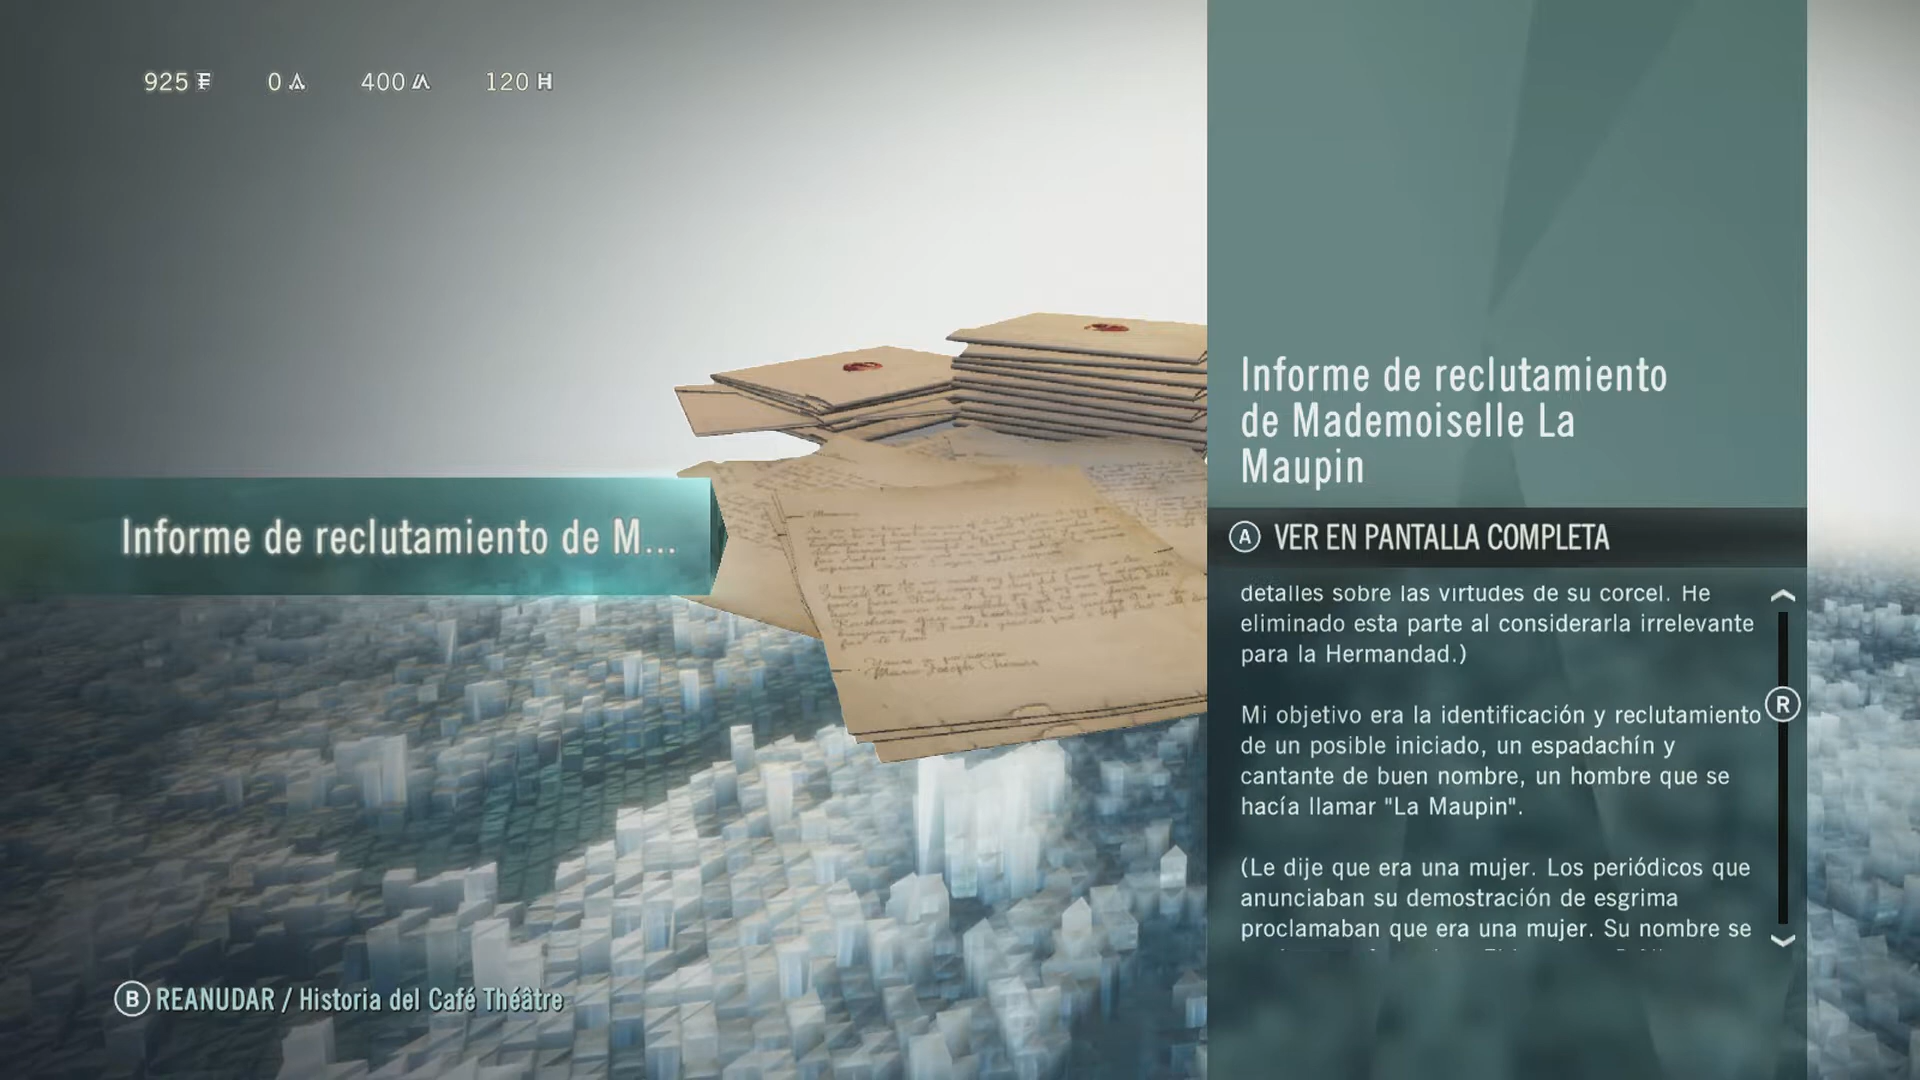 925
0
400
120 H
Informe de reclutamiento de M...
Informe de reclutamiento
de Mademoiselle La
Maupin
A VER EN PANTALLA COMPLETA
detalles sobre las virtudes de su corcel. He
eliminado esta parte al considerarla irrelevante
para la Hermandad.)
Mi objetivo era la identificación y reclutamiento
de un posible iniciado, un espadachín y
cantante de buen nombre, un hombre que se
hacía llamar "La Maupin".
(Le dije que era una mujer. Los periódicos que
anunciaban su demostración de esgrima
proclamaban que era una mujer. Su nombre se
R
B REANUDAR / Historia del Café Théâtre